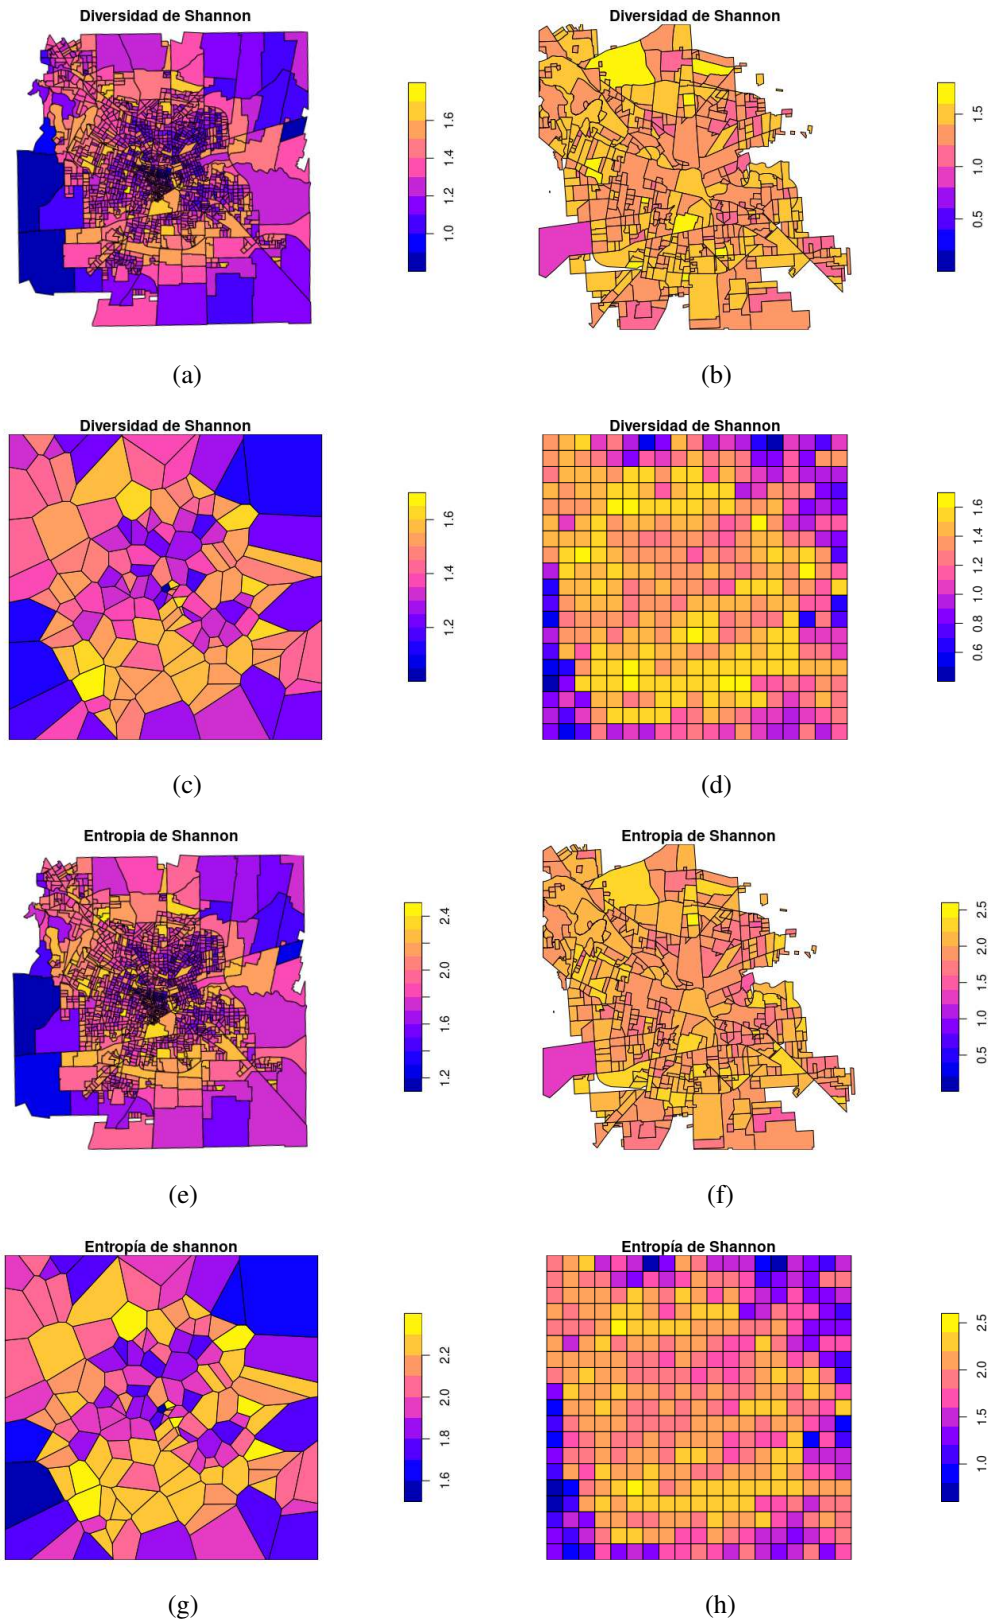 Diversidad de Shannon
1.0 1.2 1.4 1.6
(a)
Diversidad de Shannon
0.5 1.0 1.5
(b)
Diversidad de Shannon
1.2 1.4 1.6
(c)
Diversidad de Shannon
0.6 0.8 1.0 1.2 1.4 1.6
(d)
Entropia de Shannon
1.2 1.6 2.0 2.4
(e)
Entropia de Shannon
0.5 1.0 1.5 2.0 2.5
(f)
Entropía de shannon
1.6 1.8 2.0 2.2
(g)
Entropía de Shannon
1.0 1.5 2.0 2.5
(h)